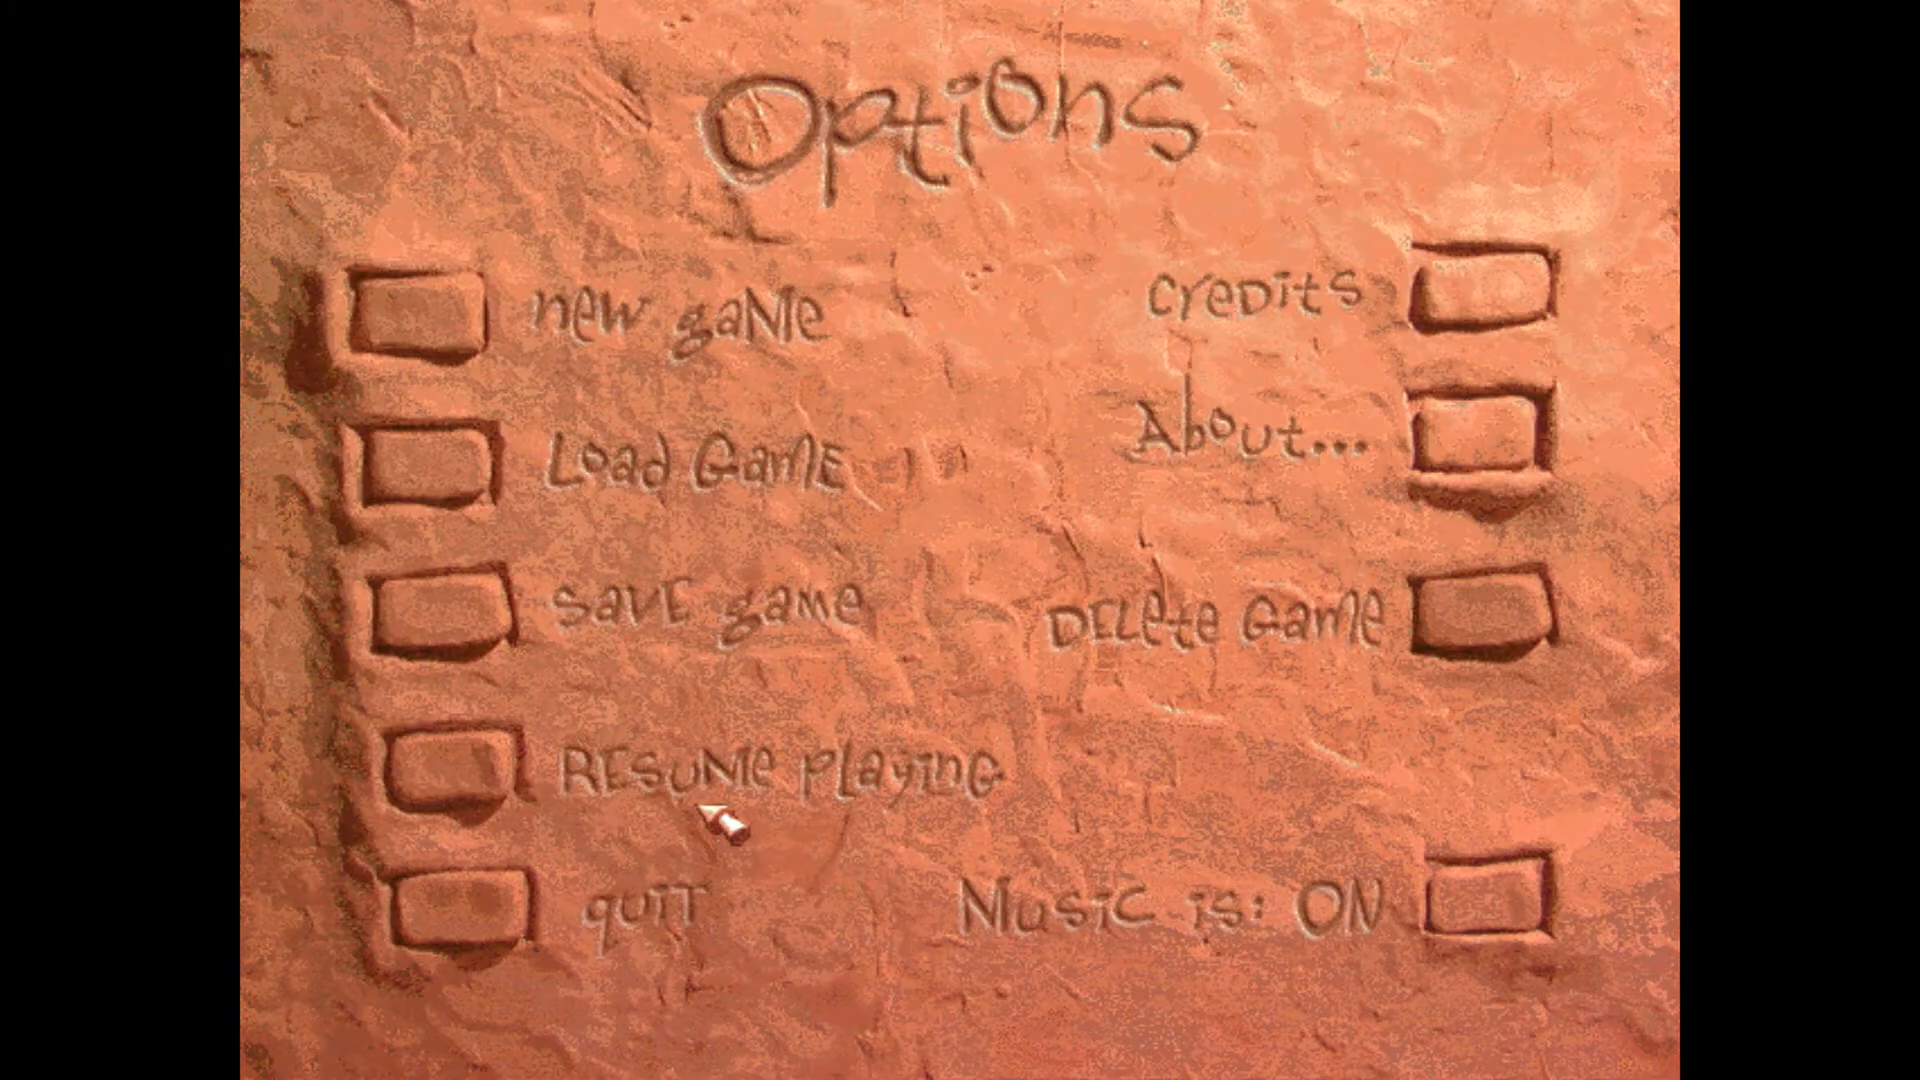 Options
new game
Credits
Load Game
About...
save game
Delete Game
Resume playing
quit
Music is: ON